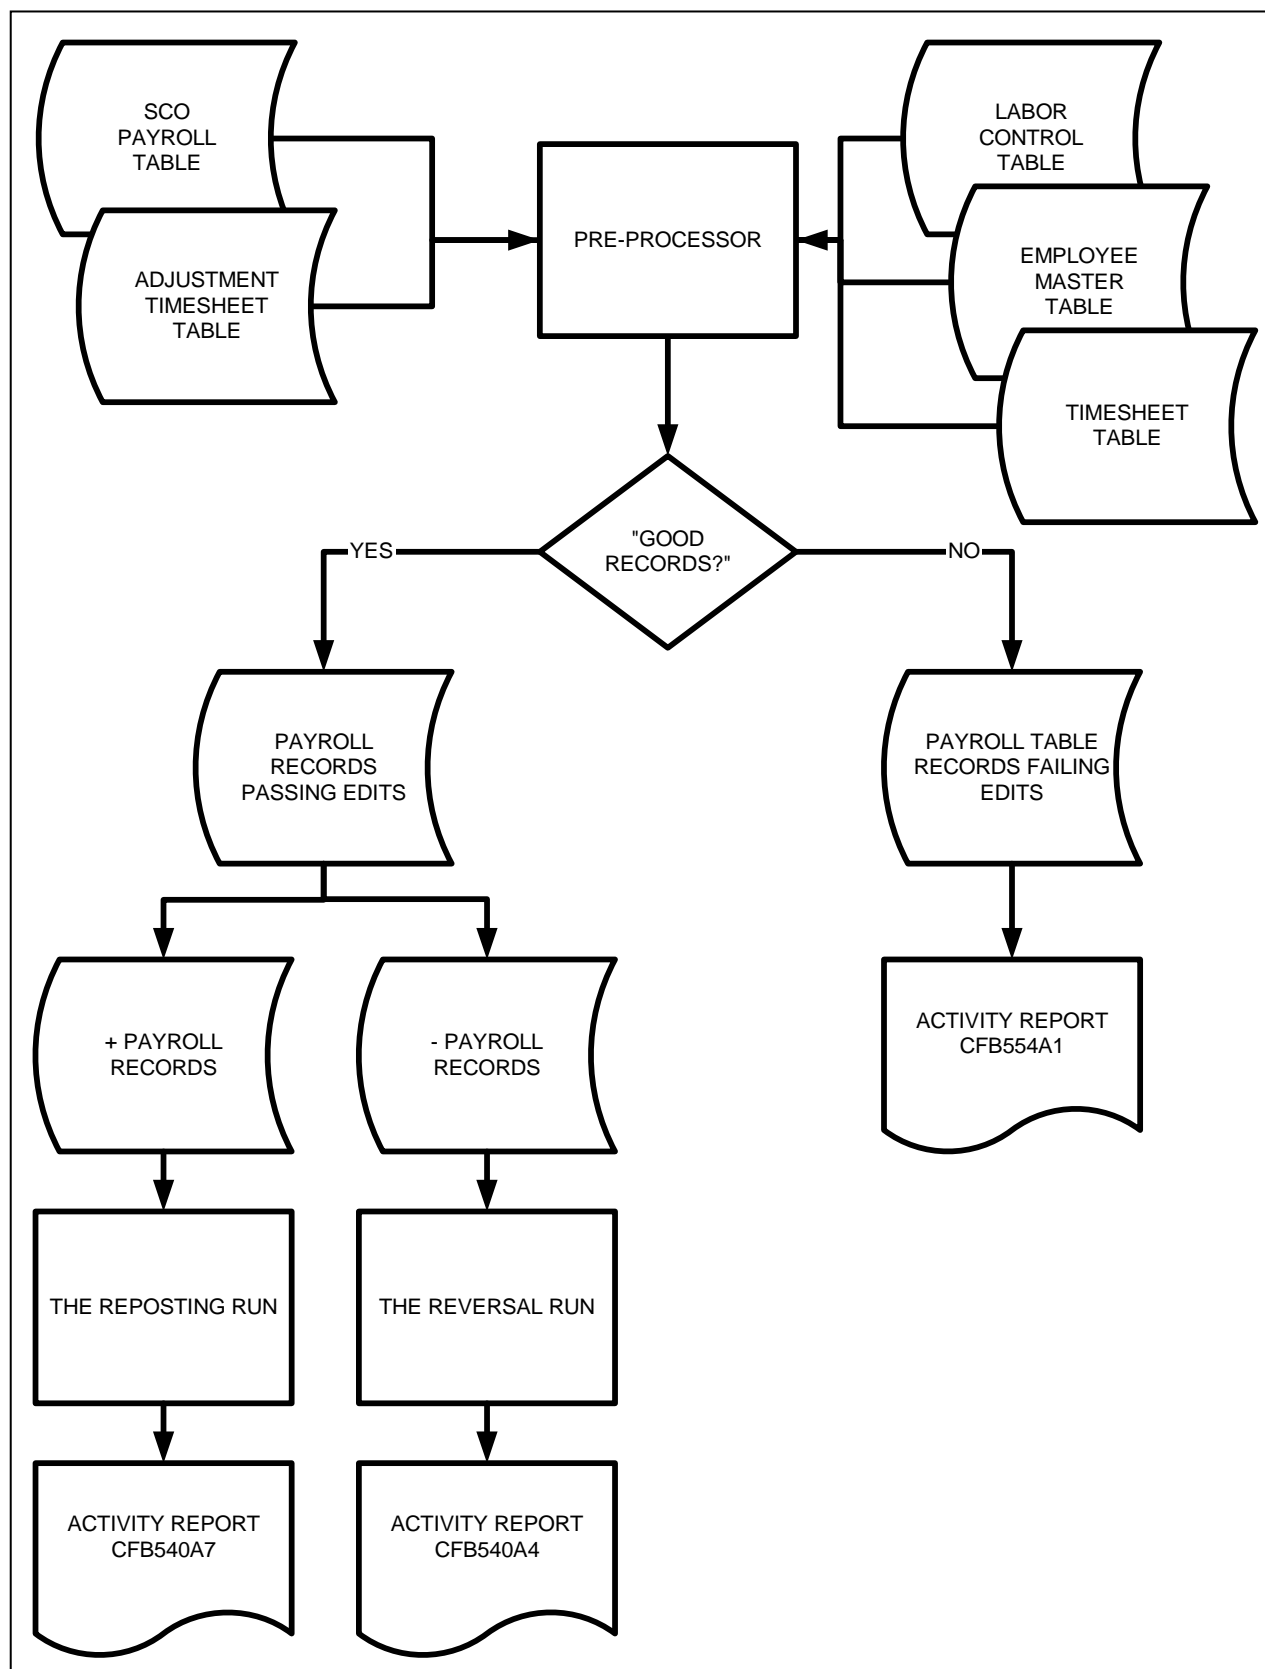 SCO
PAYROLL
TABLE
ADJUSTMENT
TIMESHEET
TABLE
PRE-PROCESSOR
LABOR
CONTROL
TABLE
EMPLOYEE
MASTER
TABLE
TIMESHEET
TABLE
"GOOD
RECORDS?"
YES
NO
PAYROLL
RECORDS
PASSING EDITS
PAYROLL TABLE
RECORDS FAILING
EDITS
+ PAYROLL
RECORDS
- PAYROLL
RECORDS
ACTIVITY REPORT
CFB554A1
THE REPOSTING RUN
THE REVERSAL RUN
ACTIVITY REPORT
CFB540A7
ACTIVITY REPORT
CFB540A4